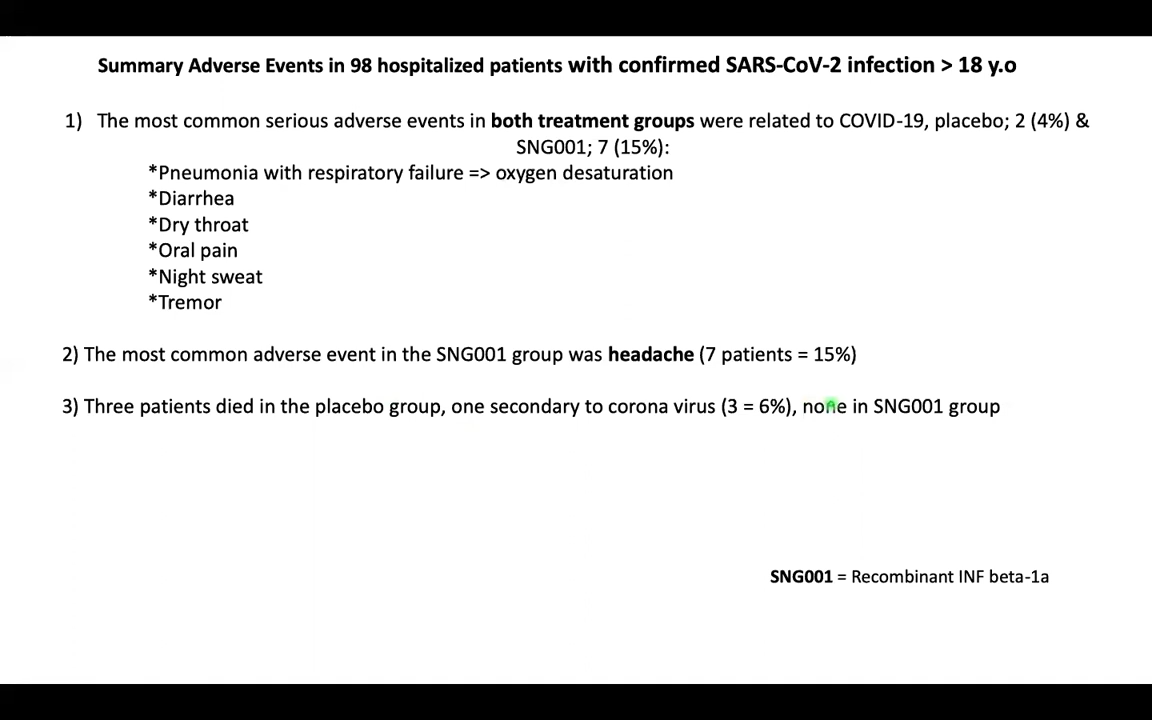 Summary Adverse Events in 98 hospitalized patients with confirmed SARS-CoV-2 infection > 18 y.o
1) The most common serious adverse events in both treatment groups were related to COVID-19, placebo; 2 (4%) &
SNG001; 7 (15%):
*Pneumonia with respiratory failure => oxygen desaturation
*Diarrhea
*Dry throat
*Oral pain
*Night sweat
*Tremor
2) The most common adverse event in the SNG001 group was headache (7 patients = 15%)
3) Three patients died in the placebo group, one secondary to corona virus (3 = 6%), none in SNG001 group
SNG001 = Recombinant INF beta-1a